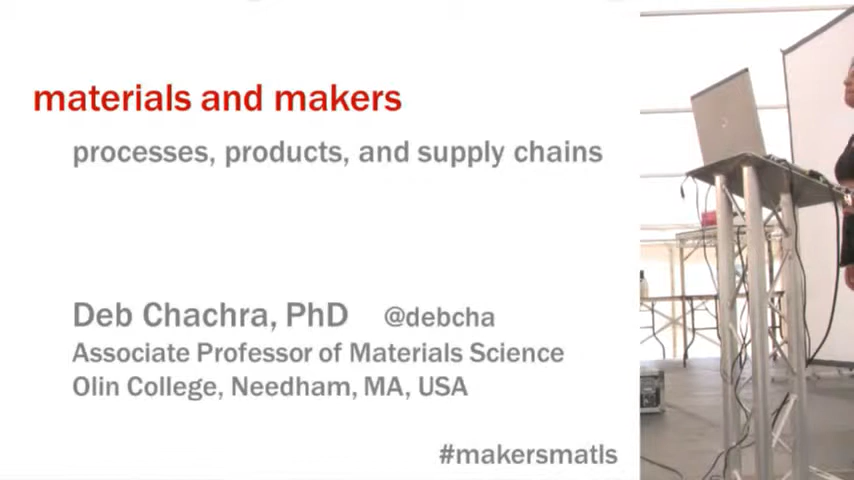 materials and makers
processes, products, and supply chains
Deb Chachra, PhD @debcha
Associate Professor of Materials Science
Olin College, Needham, MA, USA
#makersmatls